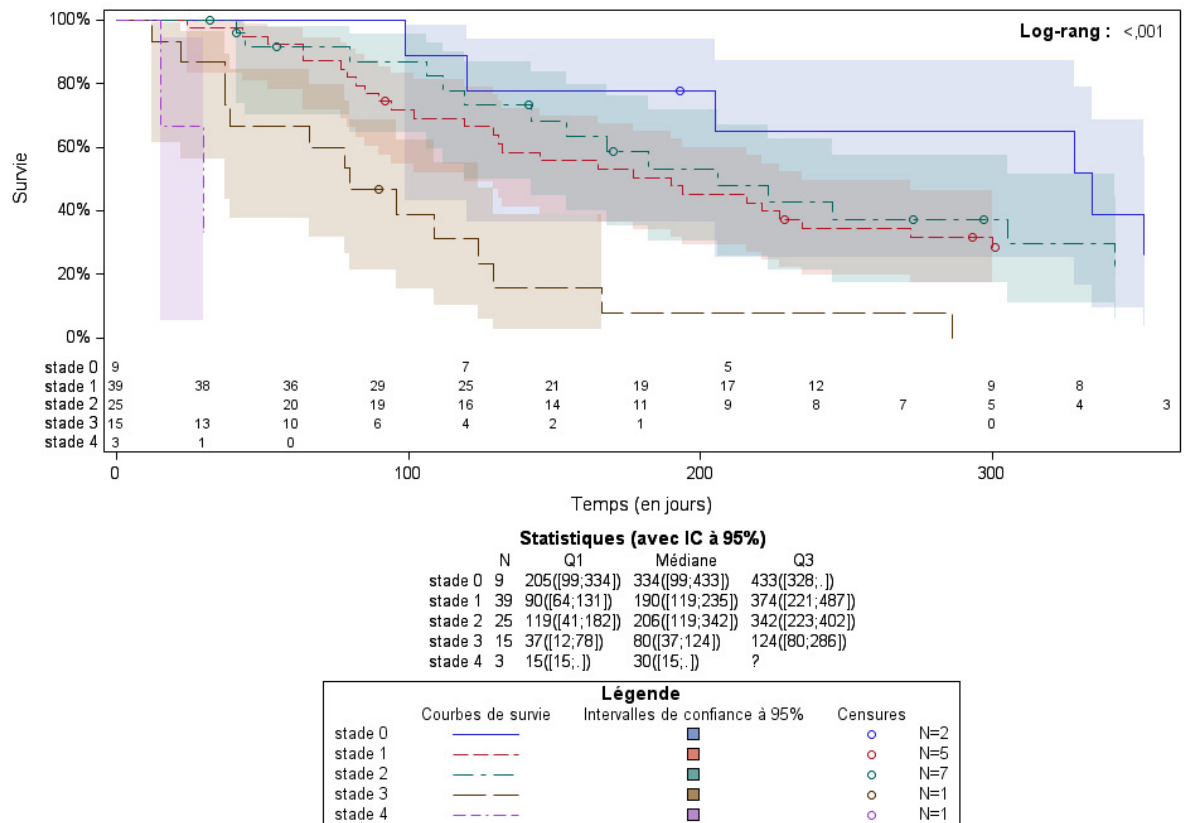 100%
Log-rang : <,001
80%
60%
Survie
40%
20%
0%
stade 0 9 7 5
stade 1 39 38 36 29 25 21 19 17 12 9 8
stade 2 25 20 19 16 14 11 9 8 7 5 4 3
stade 3 15 13 10 6 4 2 1 0
stade 4 3 1 0
0 100 200 300
Temps (en jours)
Statistiques (avec IC à 95%)
N Q1 Médiane Q3
stade 0 9 205([99;334]) 334([99;433]) 433([328;.])
stade 1 39 90([64;131]) 190([119;235]) 374([221;487])
stade 2 25 119([41;182]) 206([119;342]) 342([223;402])
stade 3 15 37([12;78]) 80([37;124]) 124([80;286])
stade 4 3 15([15;.]) 30([15;.]) ?
Légende
Courbes de survie Intervalles de confiance à 95% Censures
stade 0 N=2
stade 1 N=5
stade 2 N=7
stade 3 N=1
stade 4 N=1